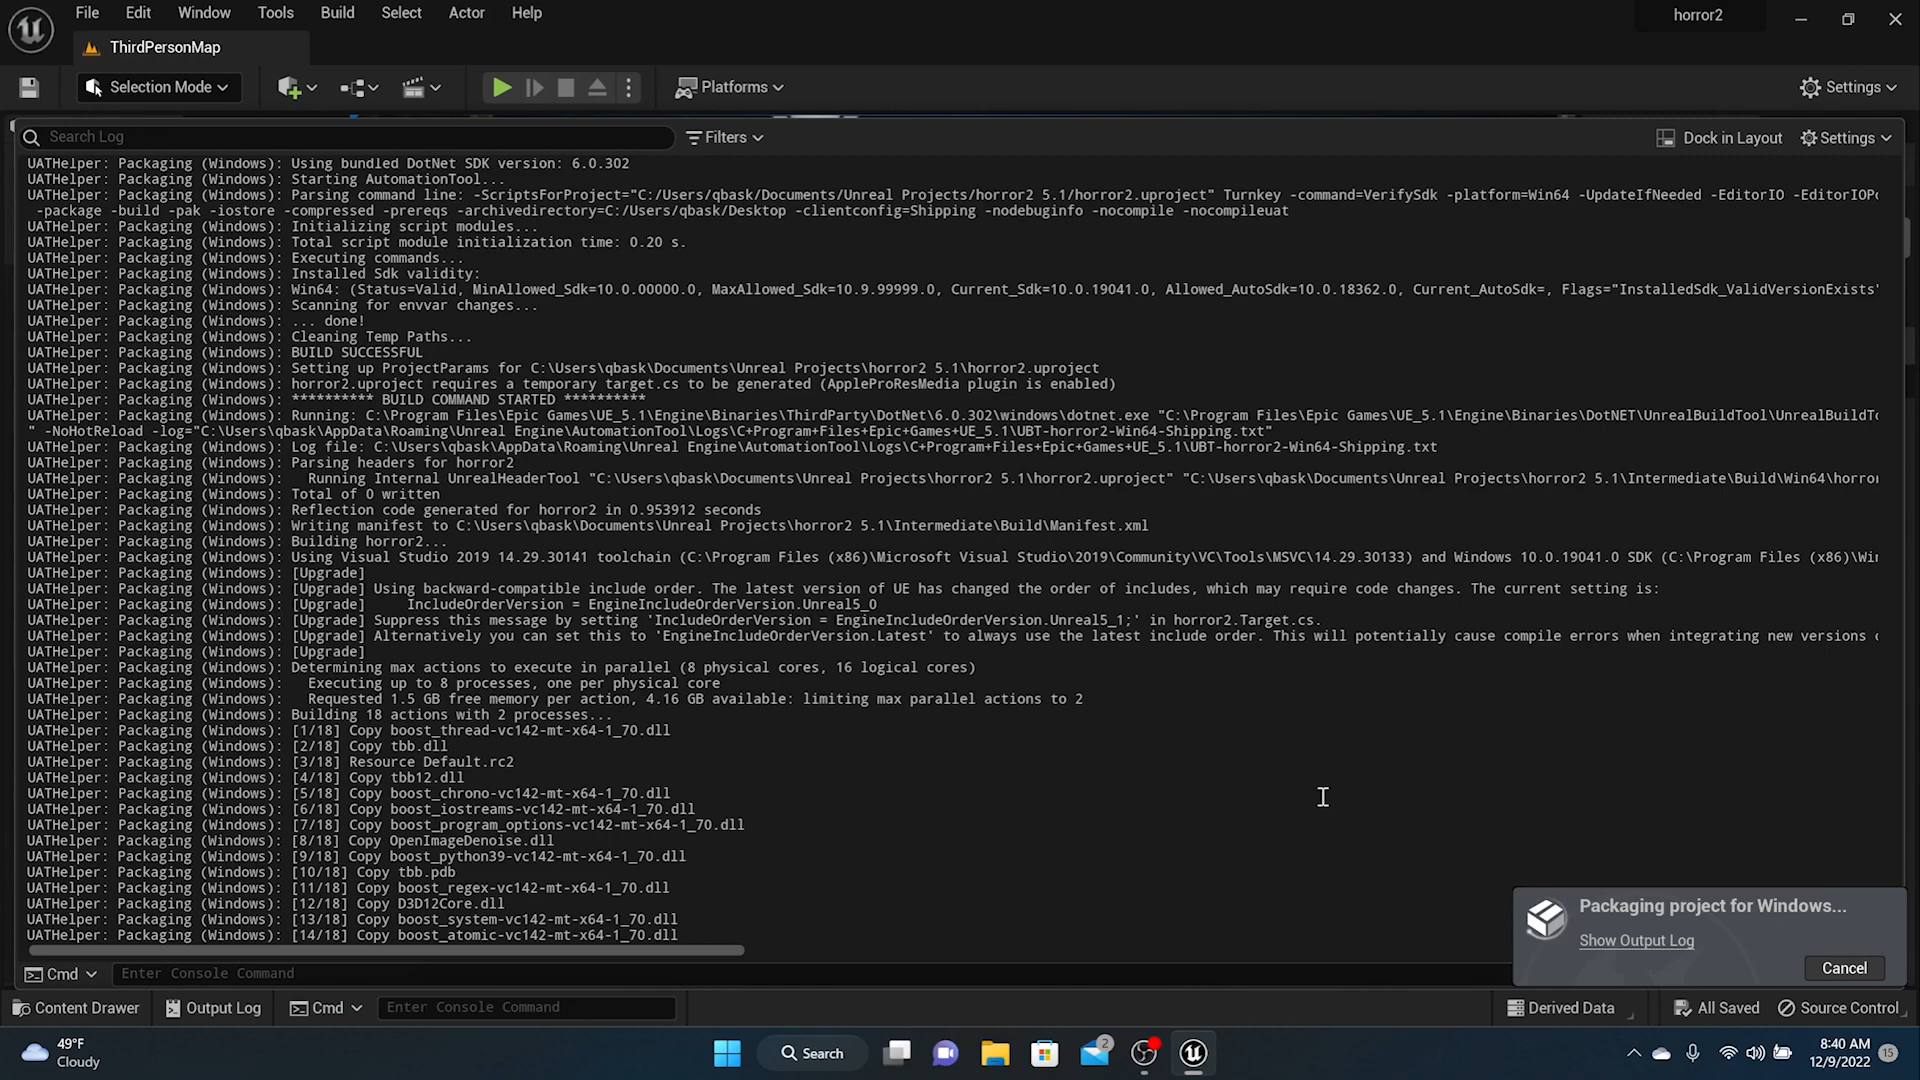 File Edit Window Tools Build Select Actor Help
horror2
ThirdPersonMap
Selection Mode
Platforms
Settings
Search Log
Filters
Dock in Layout
Settings
UATHelper: Packaging (Windows): Using bundled DotNet SDK version: 6.0.302
UATHelper: Packaging (Windows): Starting AutomationTool...
UATHelper: Packaging (Windows): Parsing command line: -ScriptsForProject="C:/Users/qbask/Documents/Unreal Projects/horror2 5.1/horror2.uproject" Turnkey -command=VerifySdk -platform=Win64 -UpdateIfNeeded -EditorIO -EditorIOPo
-package -build -pak -iostore -compressed -prereqs -archivedirectory=C:/Users/qbask/Desktop -clientconfig=Shipping -nodebuginfo -nocompile -nocompileuat
UATHelper: Packaging (Windows): Initializing script modules...
UATHelper: Packaging (Windows): Total script module initialization time: 0.20 s.
UATHelper: Packaging (Windows): Executing commands...
UATHelper: Packaging (Windows): Installed Sdk validity:
UATHelper: Packaging (Windows): Win64: (Status=Valid, MinAllowed_Sdk=10.0.00000.0, MaxAllowed_Sdk=10.9.99999.0, Current_Sdk=10.0.19041.0, Allowed_AutoSdk=10.0.18362.0, Current_AutoSdk=, Flags="InstalledSdk_ValidVersionExists"
UATHelper: Packaging (Windows): Scanning for envvar changes...
UATHelper: Packaging (Windows): ... done!
UATHelper: Packaging (Windows): Cleaning Temp Paths...
UATHelper: Packaging (Windows): BUILD SUCCESSFUL
UATHelper: Packaging (Windows): Setting up ProjectParams for C:\Users\qbask\Documents\Unreal Projects\horror2 5.1\horror2.uproject
UATHelper: Packaging (Windows): horror2.uproject requires a temporary target.cs to be generated (AppleProResMedia plugin is enabled)
UATHelper: Packaging (Windows): ********** BUILD COMMAND STARTED **********
UATHelper: Packaging (Windows): Running: C:\Program Files\Epic Games\UE_5.1\Engine\Binaries\ThirdParty\DotNet\6.0.302\windows\dotnet.exe "C:\Program Files\Epic Games\UE_5.1\Engine\Binaries\DotNET\UnrealBuildTool\UnrealBuildTo
" -NoHotReload -log="C:\Users\qbask\AppData\Roaming\Unreal Engine\AutomationTool\Logs\C+Program+Files+Epic+Games+UE_5.1\UBT-horror2-Win64-Shipping.txt"
UATHelper: Packaging (Windows): Log file: C:\Users\qbask\AppData\Roaming\Unreal Engine\AutomationTool\Logs\C+Program+Files+Epic+Games+UE_5.1\UBT-horror2-Win64-Shipping.txt
UATHelper: Packaging (Windows): Parsing headers for horror2
UATHelper: Packaging (Windows):   Running Internal UnrealHeaderTool "C:\Users\qbask\Documents\Unreal Projects\horror2 5.1\horror2.uproject" "C:\Users\qbask\Documents\Unreal Projects\horror2 5.1\Intermediate\Build\Win64\horror
UATHelper: Packaging (Windows): Total of 0 written
UATHelper: Packaging (Windows): Reflection code generated for horror2 in 0.953912 seconds
UATHelper: Packaging (Windows): Writing manifest to C:\Users\qbask\Documents\Unreal Projects\horror2 5.1\Intermediate\Build\Manifest.xml
UATHelper: Packaging (Windows): Building horror2...
UATHelper: Packaging (Windows): Using Visual Studio 2019 14.29.30141 toolchain (C:\Program Files (x86)\Microsoft Visual Studio\2019\Community\VC\Tools\MSVC\14.29.30133) and Windows 10.0.19041.0 SDK (C:\Program Files (x86)\Win
UATHelper: Packaging (Windows): [Upgrade]
UATHelper: Packaging (Windows): [Upgrade] Using backward-compatible include order. The latest version of UE has changed the order of includes, which may require code changes. The current setting is:
UATHelper: Packaging (Windows): [Upgrade]     IncludeOrderVersion = EngineIncludeOrderVersion.Unreal5_0
UATHelper: Packaging (Windows): [Upgrade] Suppress this message by setting 'IncludeOrderVersion = EngineIncludeOrderVersion.Unreal5_1;' in horror2.Target.cs.
UATHelper: Packaging (Windows): [Upgrade] Alternatively you can set this to 'EngineIncludeOrderVersion.Latest' to always use the latest include order. This will potentially cause compile errors when integrating new versions o
UATHelper: Packaging (Windows): [Upgrade]
UATHelper: Packaging (Windows): Determining max actions to execute in parallel (8 physical cores, 16 logical cores)
UATHelper: Packaging (Windows):   Executing up to 8 processes, one per physical core
UATHelper: Packaging (Windows):   Requested 1.5 GB free memory per action, 4.16 GB available: limiting max parallel actions to 2
UATHelper: Packaging (Windows): Building 18 actions with 2 processes...
UATHelper: Packaging (Windows): [1/18] Copy boost_thread-vc142-mt-x64-1_70.dll
UATHelper: Packaging (Windows): [2/18] Copy tbb.dll
UATHelper: Packaging (Windows): [3/18] Resource Default.rc2
UATHelper: Packaging (Windows): [4/18] Copy tbb12.dll
UATHelper: Packaging (Windows): [5/18] Copy boost_chrono-vc142-mt-x64-1_70.dll
UATHelper: Packaging (Windows): [6/18] Copy boost_iostreams-vc142-mt-x64-1_70.dll
UATHelper: Packaging (Windows): [7/18] Copy boost_program_options-vc142-mt-x64-1_70.dll
UATHelper: Packaging (Windows): [8/18] Copy OpenImageDenoise.dll
UATHelper: Packaging (Windows): [9/18] Copy boost_python39-vc142-mt-x64-1_70.dll
UATHelper: Packaging (Windows): [10/18] Copy tbb.pdb
UATHelper: Packaging (Windows): [11/18] Copy boost_regex-vc142-mt-x64-1_70.dll
UATHelper: Packaging (Windows): [12/18] Copy D3D12Core.dll
UATHelper: Packaging (Windows): [13/18] Copy boost_system-vc142-mt-x64-1_70.dll
UATHelper: Packaging (Windows): [14/18] Copy boost_atomic-vc142-mt-x64-1_70.dll
Packaging project for Windows...
Show Output Log
Cancel
Cmd Enter Console Command
Content Drawer Output Log Cmd Enter Console Command
Derived Data All Saved Source Control
49°F
Cloudy
Search
2
8:40 AM
12/9/2022
15